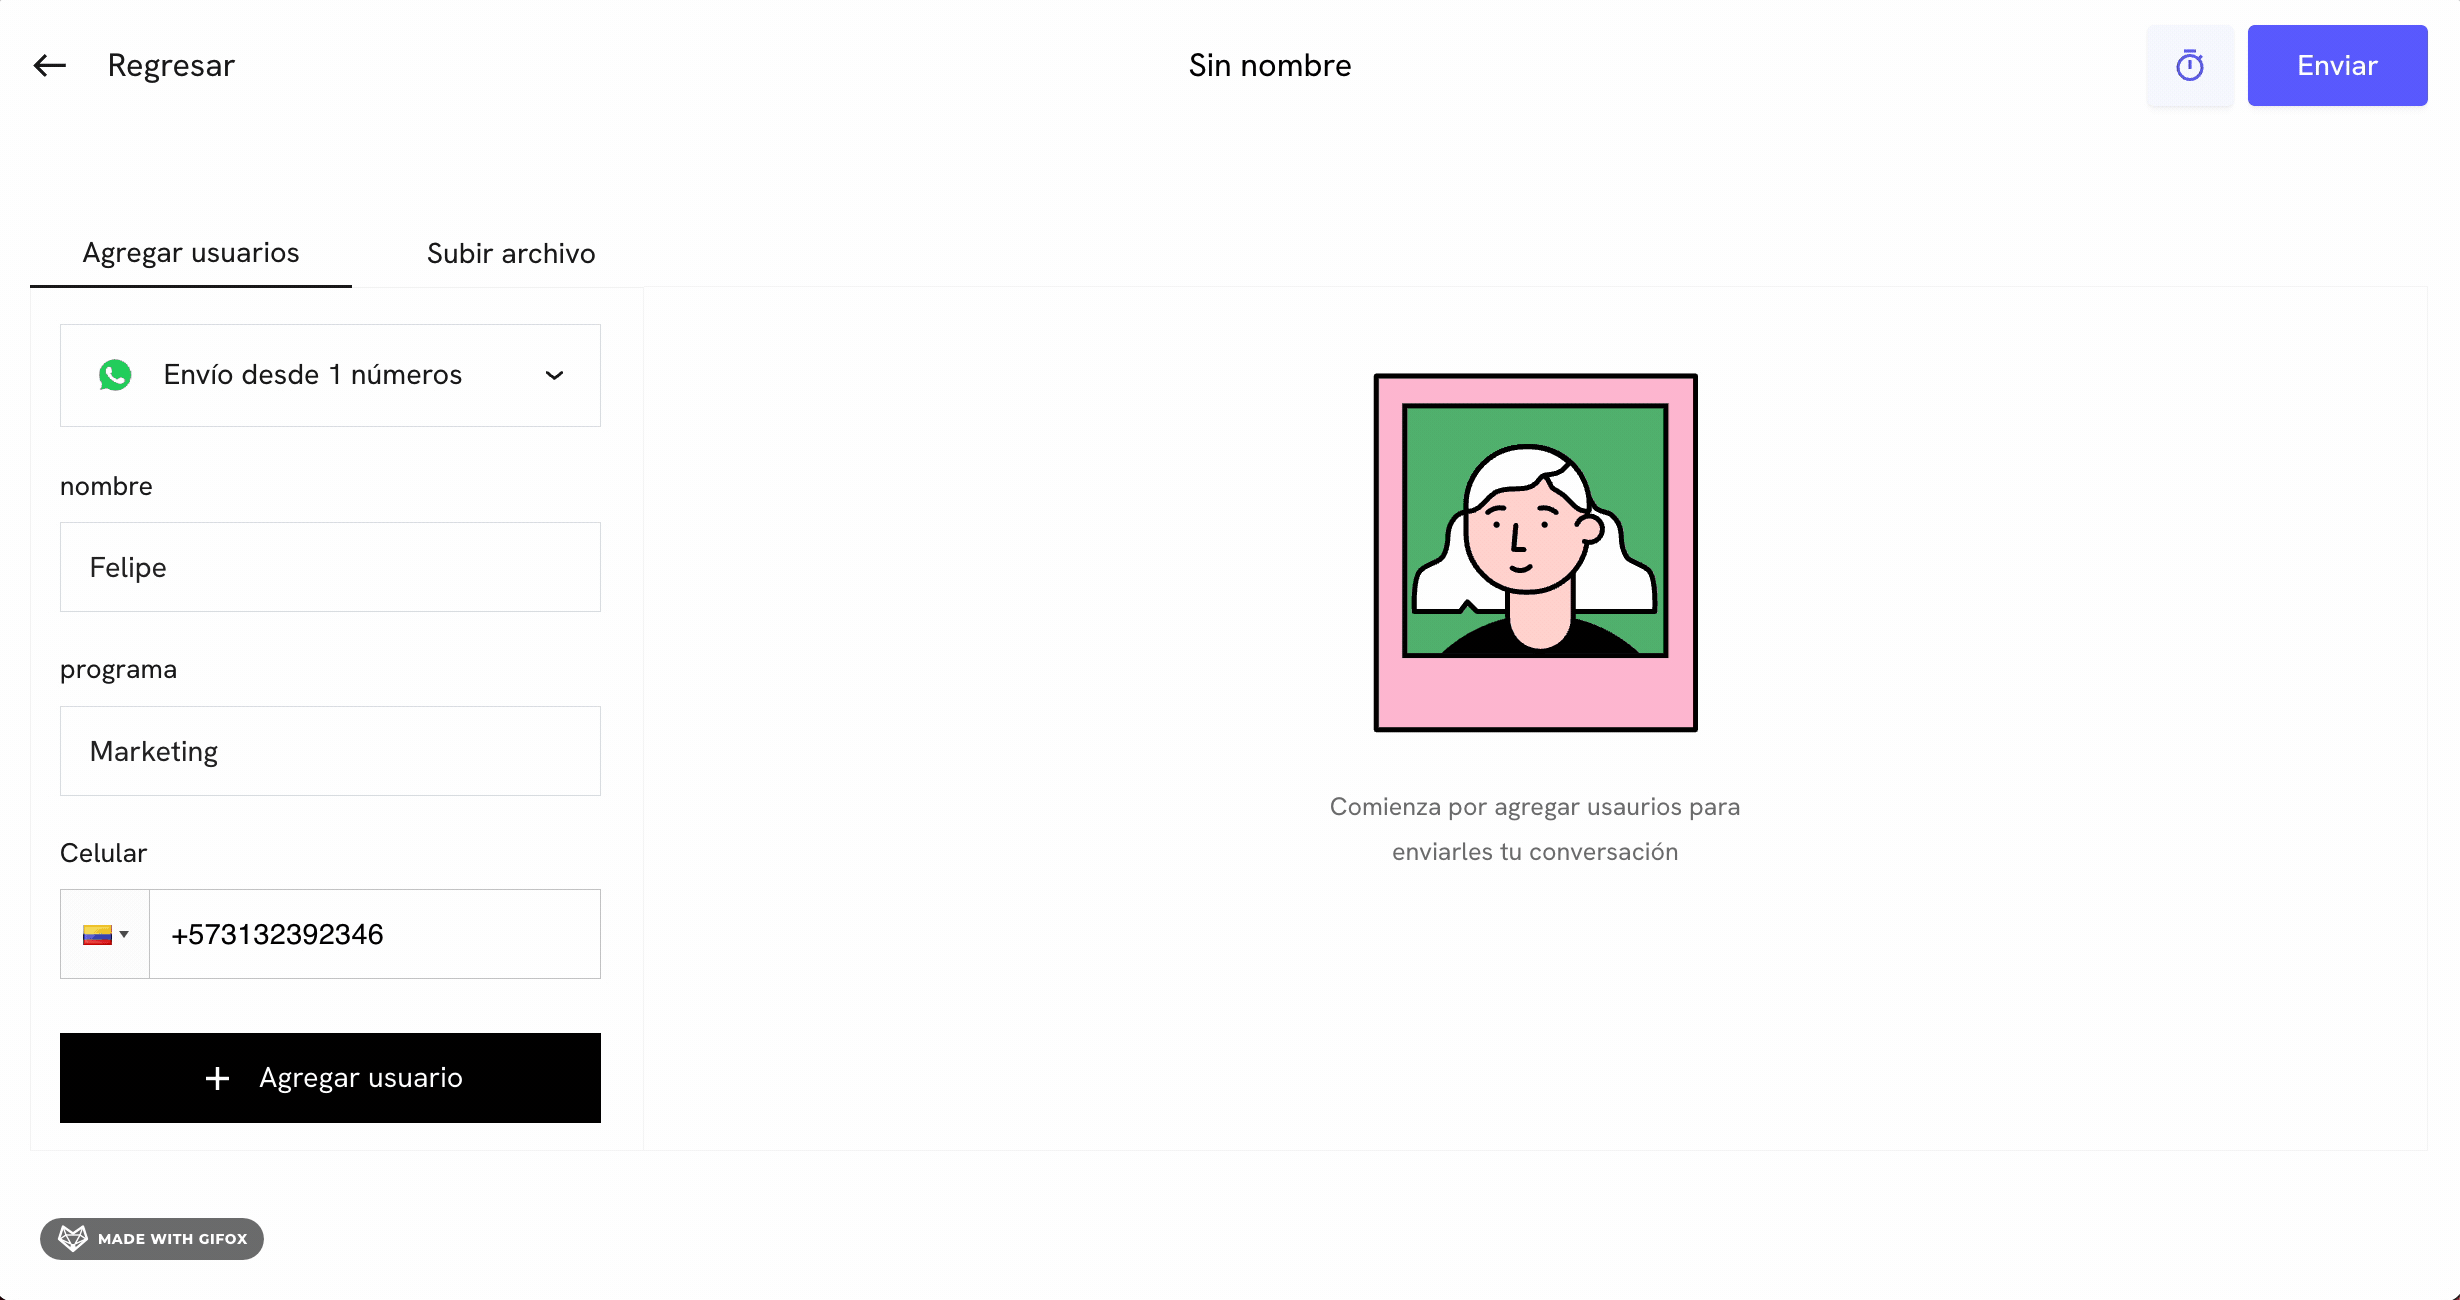 Regresar
Sin nombre
Enviar
Agregar usuarios
Subir archivo
Envío desde 1 números
nombre
Felipe
programa
Marketing
Celular
+573132392346
Agregar usuario
Comienza por agregar usaurios para
enviarles tu conversación
MADE WITH GIFOX